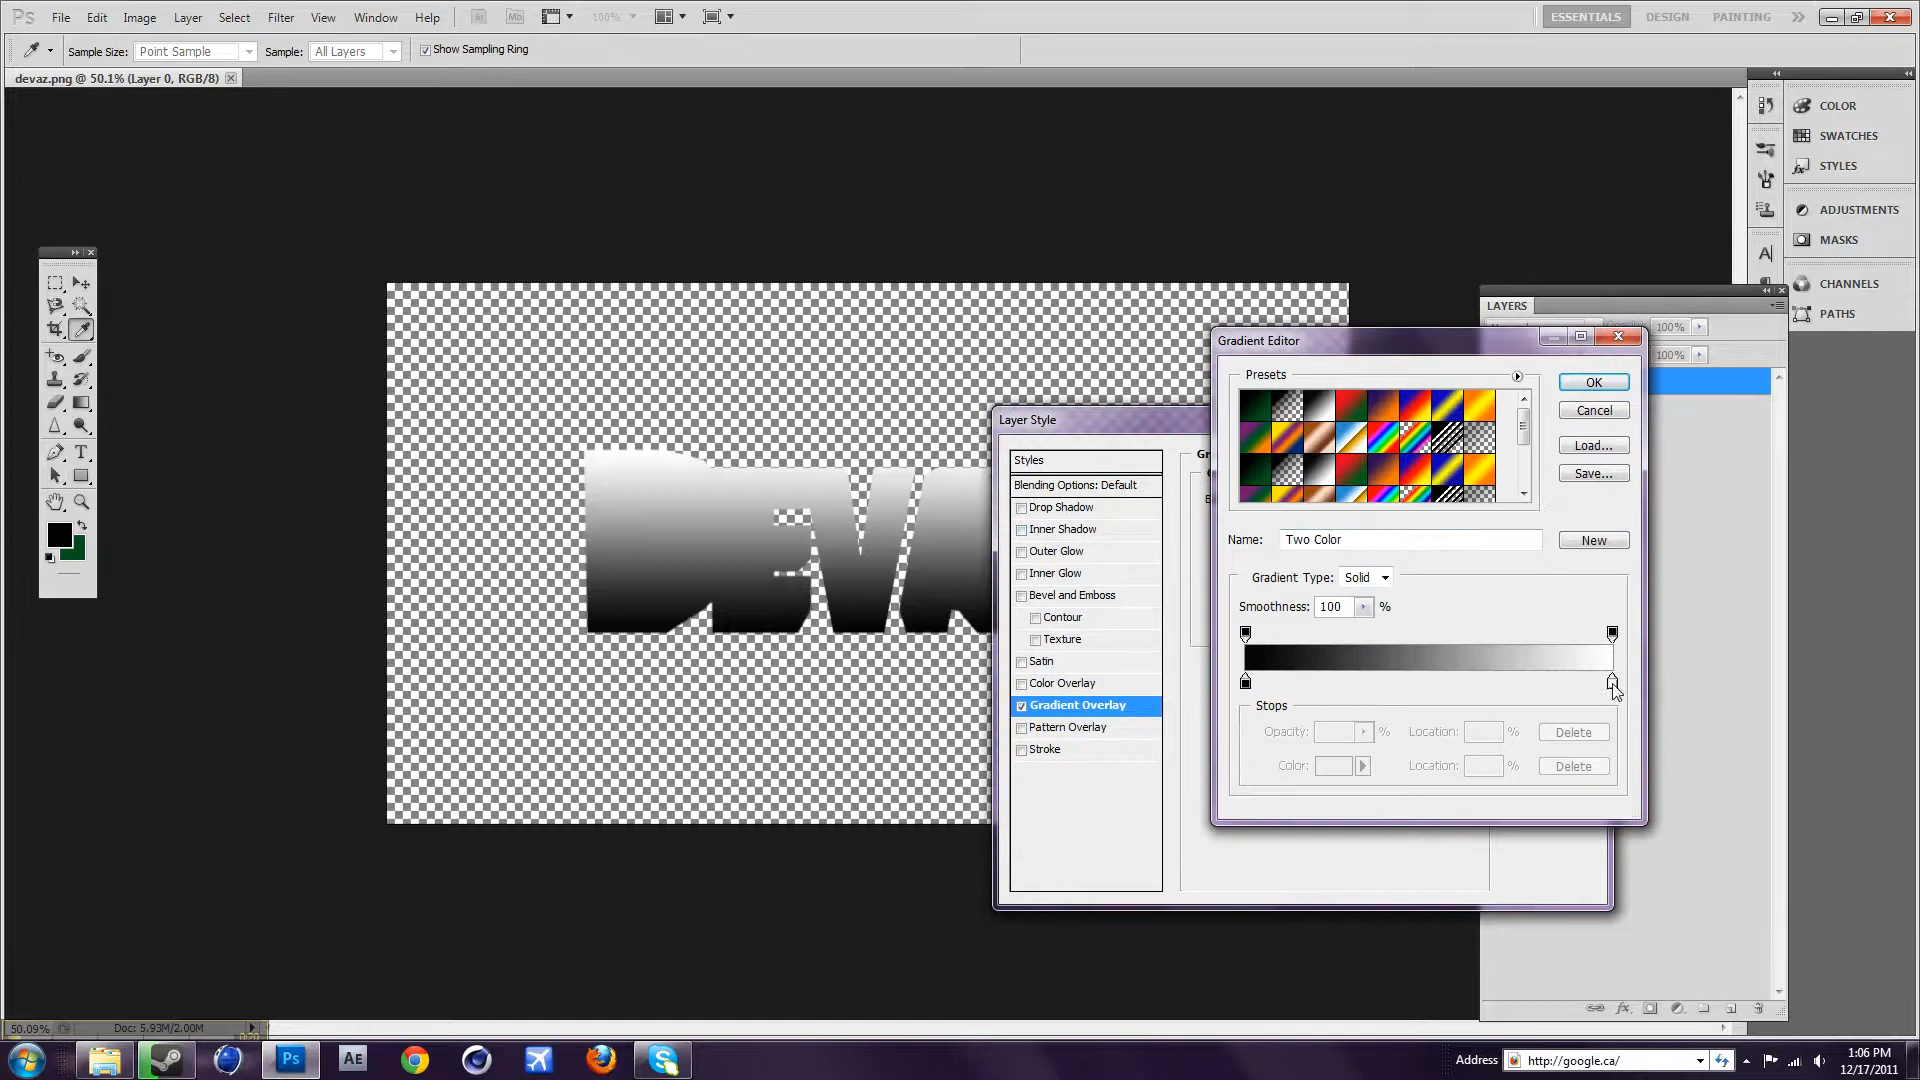 Ps File Edit Image Layer Select Filter View Window Help Br Mb 100% ESSENTIALS DESIGN PAINTING
Sample Size: Point Sample Sample: All Layers Show Sampling Ring
devaz.png @ 50.1% (Layer 0, RGB/8)
COLOR
SWATCHES
STYLES
ADJUSTMENTS
MASKS
CHANNELS
PATHS
LAYERS
100%
100%
Gradient Editor
Presets
OK
Cancel
Load...
Save...
Name: Two Color New
Gradient Type: Solid
Smoothness: 100 %
Stops
Opacity: % Location: % Delete
Color: Location: % Delete
Layer Style
Styles
Blending Options: Default
Drop Shadow
Inner Shadow
Outer Glow
Inner Glow
Bevel and Emboss
Contour
Texture
Satin
Color Overlay
Gradient Overlay
Pattern Overlay
Stroke
50.09% Doc: 5.93M/2.00M
Ps AE
Address http://google.ca/
1:06 PM
12/17/2011